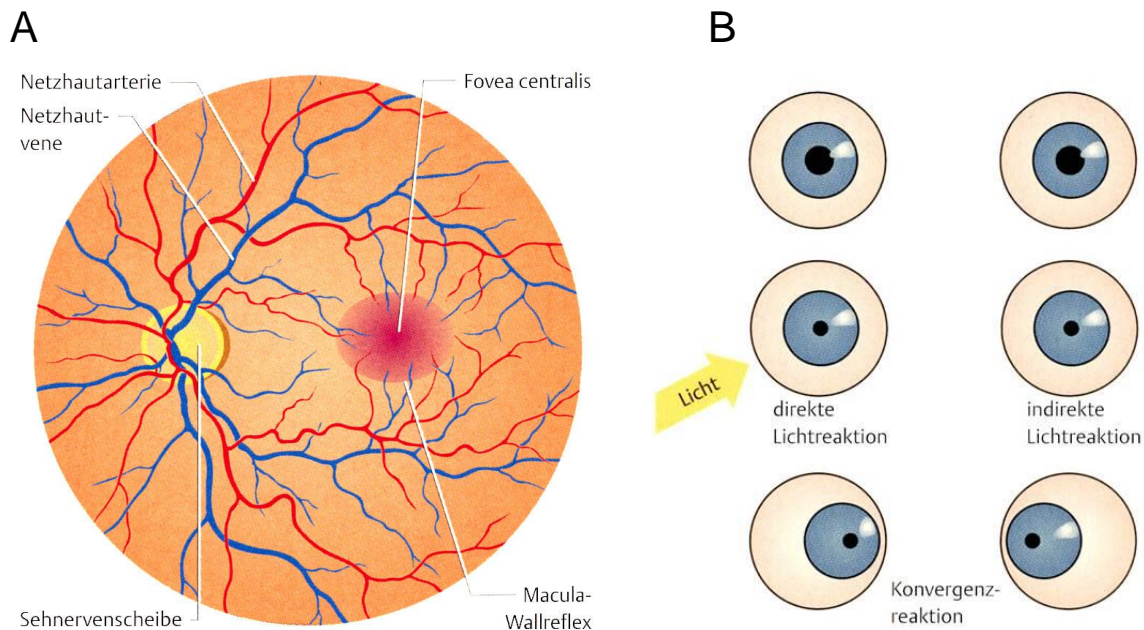 A
Netzhautarterie
Netzhaut-
vene
Fovea centralis
Sehnervenscheibe
Macula-
Wallreflex
B
Licht
direkte
Lichtreaktion
indirekte
Lichtreaktion
Konvergenz-
reaktion